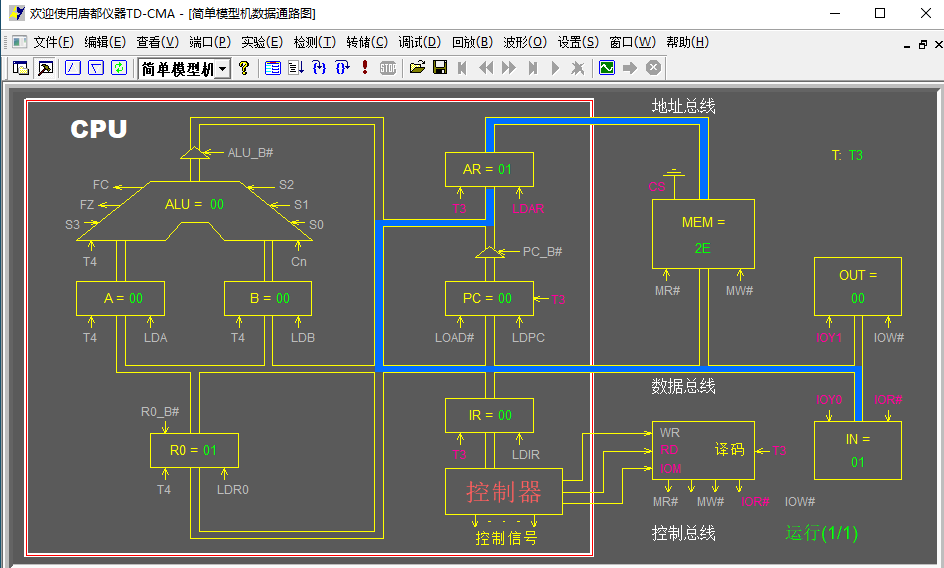 欢迎使用唐都仪器TD-CMA - [简单模型机数据通路图]
文件(F) 编辑(E) 查看(V) 端口(P) 实验(E) 检测(T) 转储(C) 调试(D) 回放(B) 波形(O) 设置(S) 窗口(W) 帮助(H)
简单模型机
STOP
CPU
地址总线
ALU_B#
T: T3
FC
S2
AR = 01
CS
ALU = 00
FZ
S1
T3
LDAR
S3
S0
MEM =
2E
T4
Cn
PC_B#
OUT =
A = 00
B = 00
PC = 00
T3
MR#
MW#
00
T4
LDA
T4
LDB
LOAD#
LDPC
IOY1
IOW#
数据总线
R0_B#
IR = 00
IOY0
IOR#
WR
R0 = 01
T3
LDIR
RD
译码
T3
IN =
IOM
01
T4
LDR0
控制器
MR#
MW#
IOR#
IOW#
控制信号
控制总线
运行(1/1)